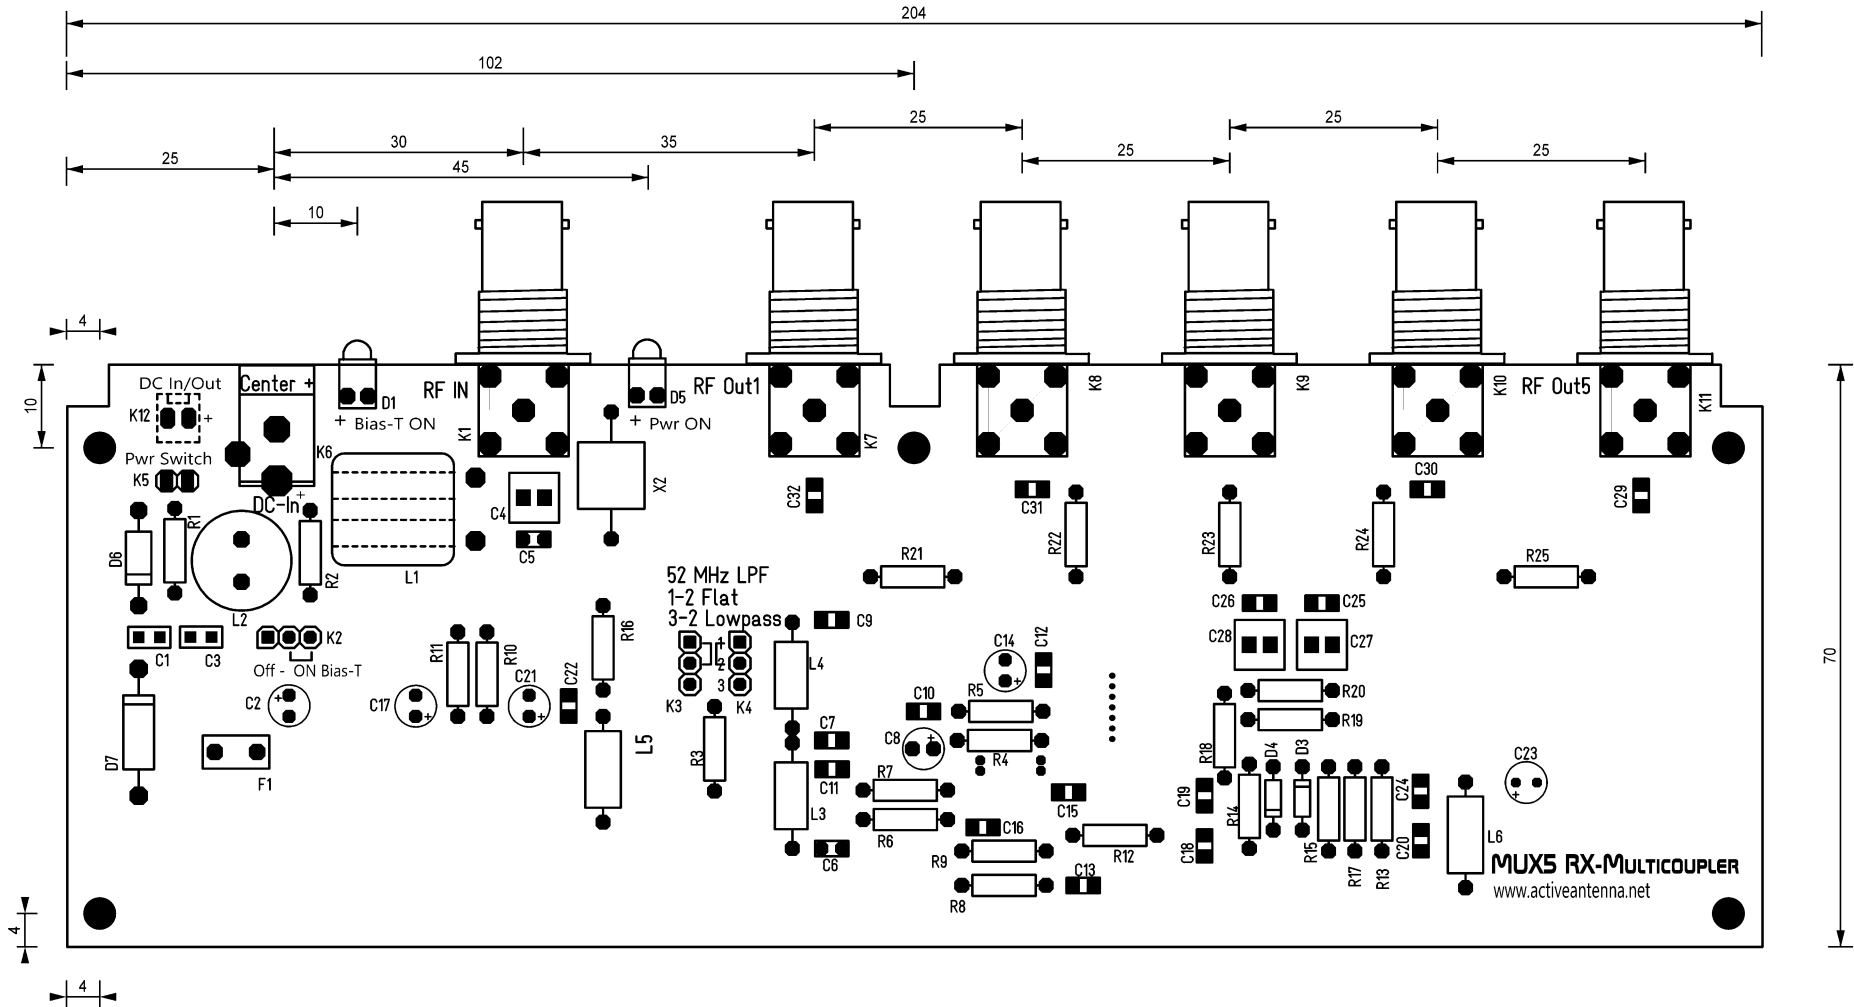 204
102
25
30
35
25
25
25
25
45
10
4
10
70
4
4
DC In/Out
K12
+
Center +
K6
DC-In
+
D1
+ Bias-T ON
RF IN
K1
D5
+ Pwr ON
RF Out1
K7
K8
K9
K10
RF Out5
K11
Pwr Switch
K5
D6
R1
R2
L2
L1
C4
C5
X2
C32
C31
R22
R23
R24
C30
C29
R21
R25
C1
C3
K2
Off - ON Bias-T
52 MHz LPF
1-2 Flat
3-2 Lowpass
1
2
3
K3
K4
R16
C9
L4
R11
R10
C2
+
C17
+
C21
+
C22
L5
R3
D7
F1
C7
C11
L3
C6
C14
+
C12
C10
R5
C8
+
R4
R7
R6
C15
C16
R9
R8
C13
R12
C26
C25
C28
C27
R20
R19
R18
D4
D3
C19
C18
R14
R15
R17
R13
C24
C20
C23
+
L6
MUX5 RX-Multicoupler
www.activeantenna.net